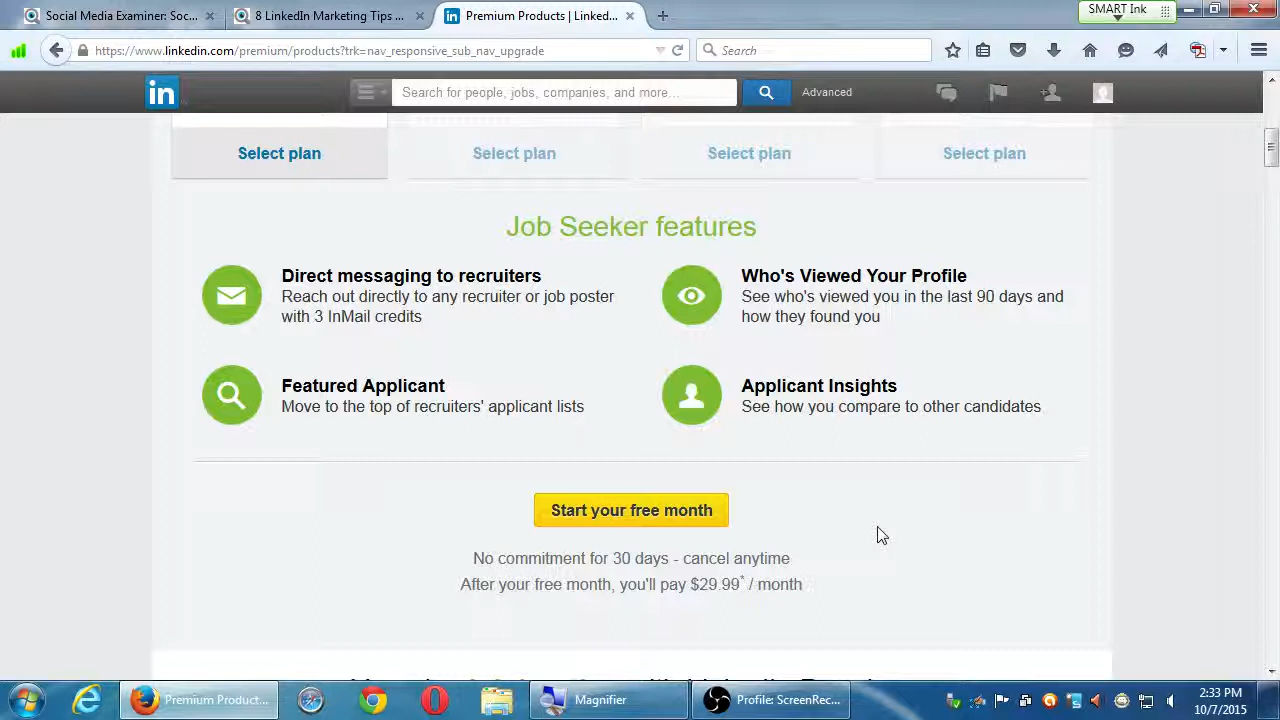 Social Media Examiner: Soc...
8 LinkedIn Marketing Tips ...
Premium Products | Linked...
SMART Ink
https://www.linkedin.com/premium/products?trk=nav_responsive_sub_nav_upgrade
Search
in
Search for people, jobs, companies, and more...
Advanced
Select plan
Select plan
Select plan
Select plan
Job Seeker features
Direct messaging to recruiters
Reach out directly to any recruiter or job poster
with 3 InMail credits
Who's Viewed Your Profile
See who's viewed you in the last 90 days and
how they found you
Featured Applicant
Move to the top of recruiters' applicant lists
Applicant Insights
See how you compare to other candidates
Start your free month
No commitment for 30 days - cancel anytime
After your free month, you'll pay $29.99* / month
Premium Product...
Magnifier
Profile: ScreenRec...
2:33 PM
10/7/2015